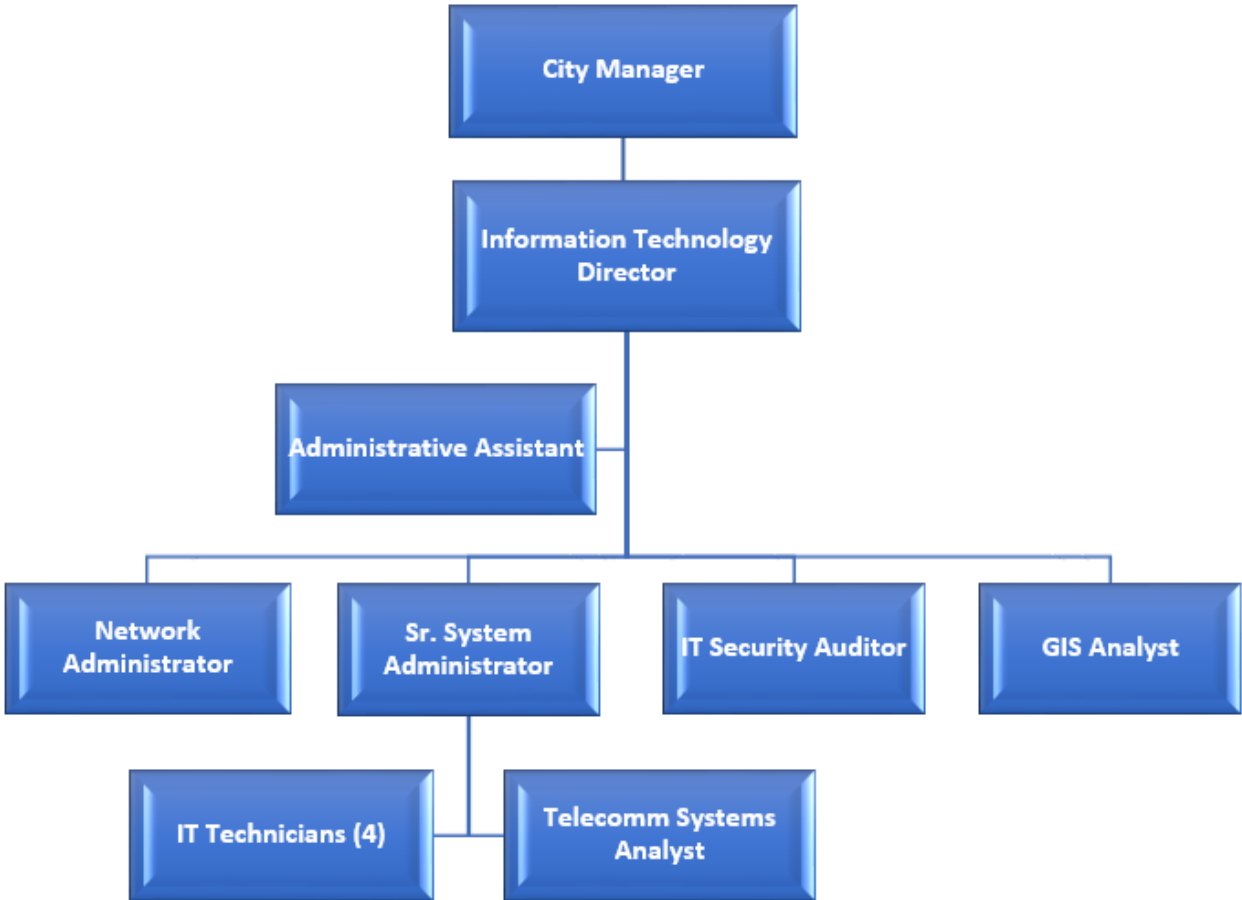 City Manager
Information Technology
Director
Administrative Assistant
Network
Administrator
Sr. System
Administrator
IT Security Auditor
GIS Analyst
IT Technicians (4)
Telecomm Systems
Analyst